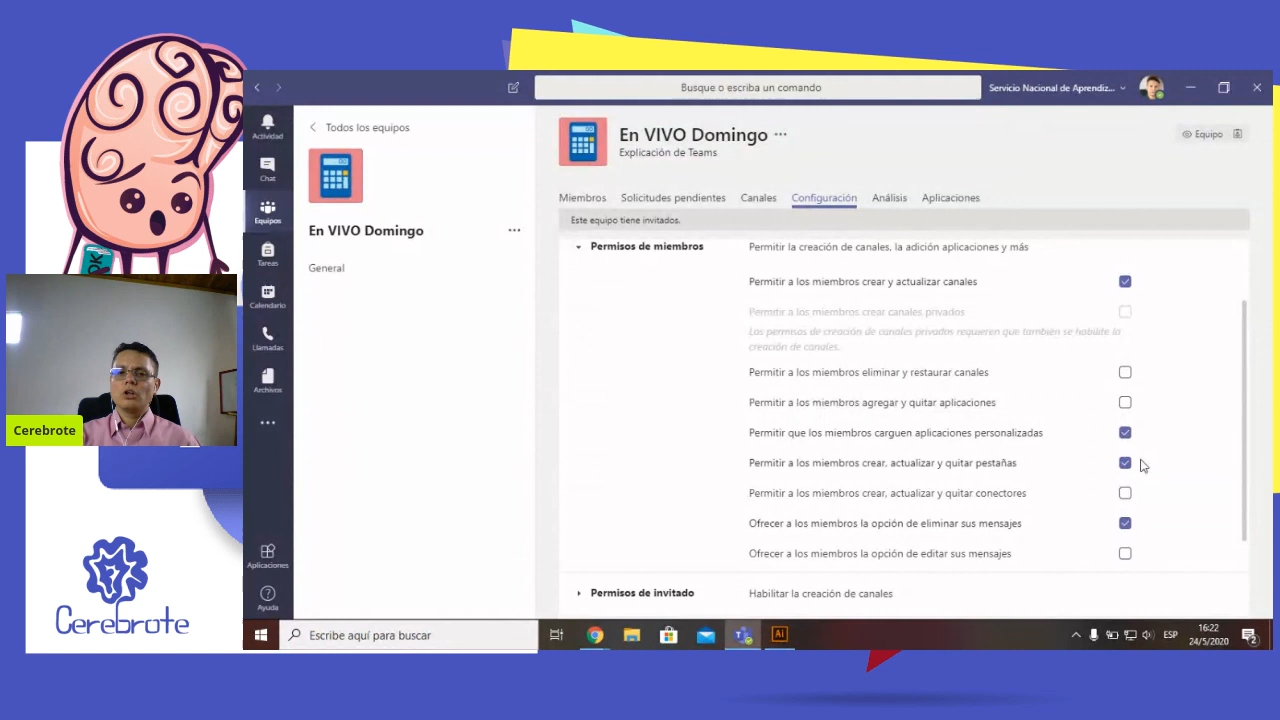 Busque o escriba un comando
Servicio Nacional de Aprendiz...
Actividad
Chat
Equipos
Tareas
Calendario
Llamadas
Archivos
Aplicaciones
Ayuda
Todos los equipos
En VIVO Domingo
General
En VIVO Domingo
Explicación de Teams
Equipo
Miembros
Solicitudes pendientes
Canales
Configuración
Análisis
Aplicaciones
Este equipo tiene invitados.
Permisos de miembros
Permitir la creación de canales, la adición aplicaciones y más
Permitir a los miembros crear y actualizar canales
Permitir a los miembros crear canales privados
Los permisos de creación de canales privados requieren que también se habilite la
creación de canales.
Permitir a los miembros eliminar y restaurar canales
Permitir a los miembros agregar y quitar aplicaciones
Permitir que los miembros carguen aplicaciones personalizadas
Permitir a los miembros crear, actualizar y quitar pestañas
Permitir a los miembros crear, actualizar y quitar conectores
Ofrecer a los miembros la opción de eliminar sus mensajes
Ofrecer a los miembros la opción de editar sus mensajes
Permisos de invitado
Habilitar la creación de canales
Cerebrote
Cerebrote
Escribe aquí para buscar
Ai
ESP
16:22
24/5/2020
2